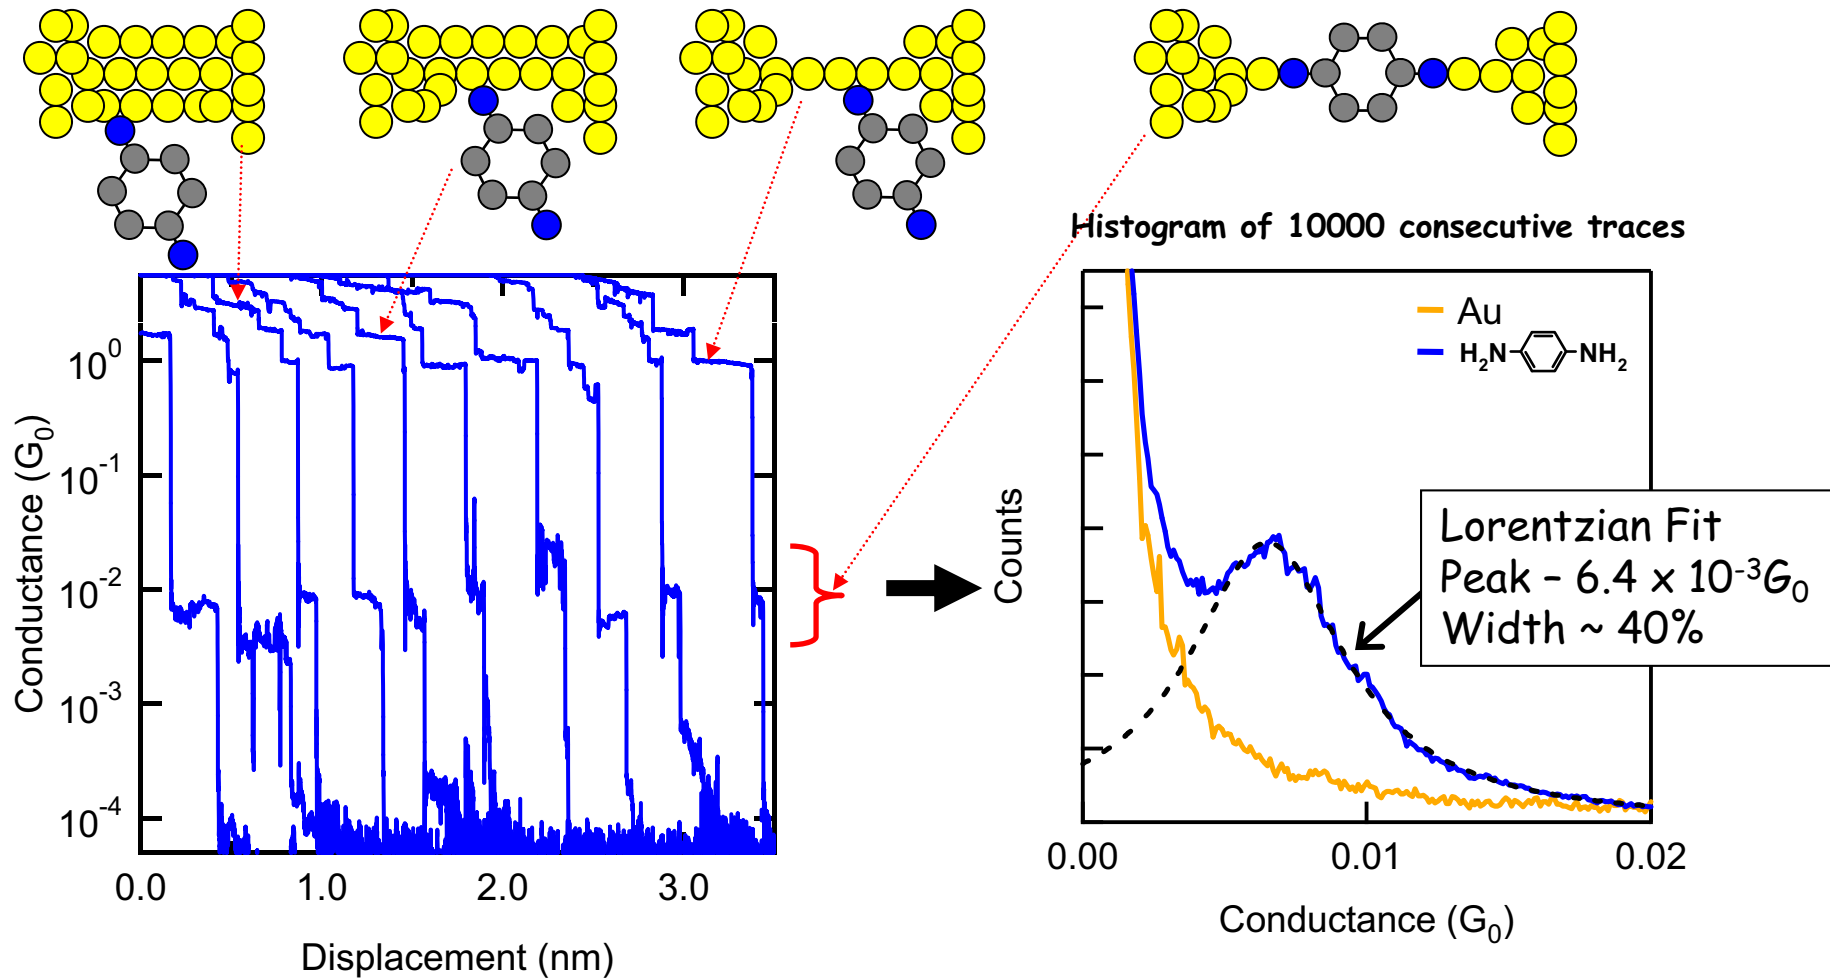 Histogram of 10000 consecutive traces
Au
H₂N NH₂
Lorentzian Fit
Peak – 6.4 x 10⁻³G₀
Width ~ 40%
Conductance (G₀)
10⁰
10⁻¹
10⁻²
10⁻³
10⁻⁴
0.0 1.0 2.0 3.0
Displacement (nm)
Counts
0.00 0.01 0.02
Conductance (G₀)